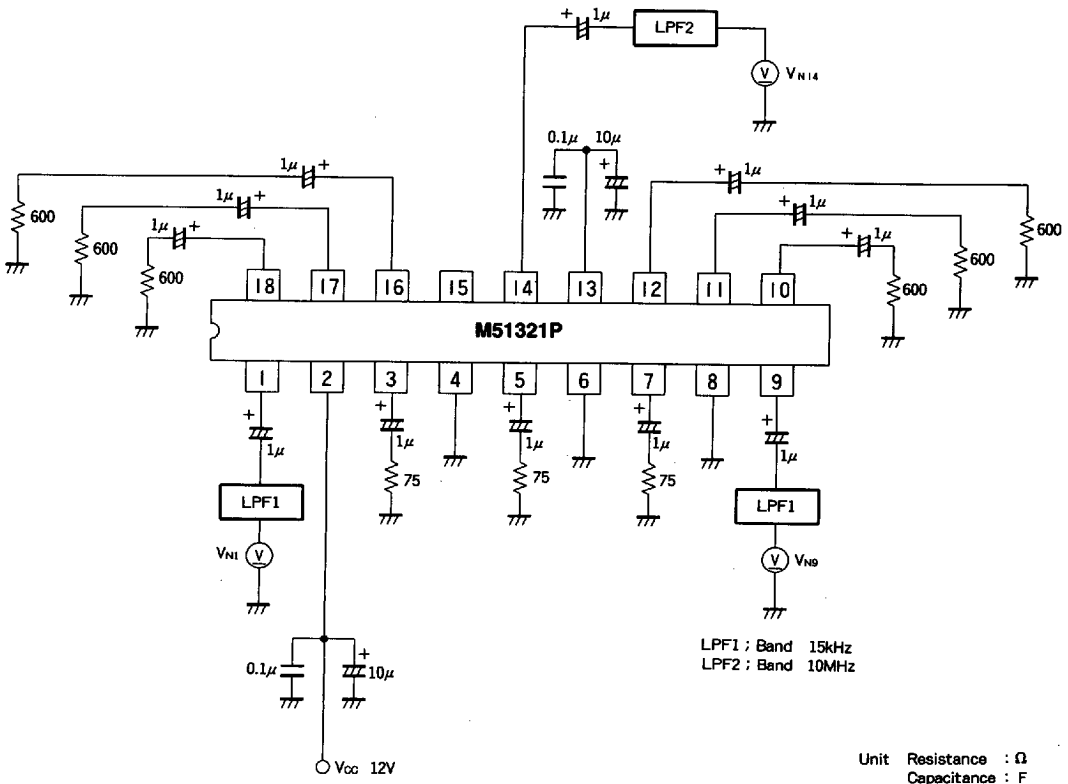 + 1μ
LPF2
V
VN14
0.1μ 10μ
+
1μ +
1μ +
1μ +
600
600
600
+ 1μ
+ 1μ
+ 1μ
600
600
600
18 17 16 15 14 13 12 11 10
M51321P
1 2 3 4 5 6 7 8 9
+
1μ
+
1μ
75
+
1μ
75
+
1μ
75
+
1μ
LPF1
LPF1
VN1 V
V VN9
LPF1 ; Band 15kHz
LPF2 ; Band 10MHz
0.1μ
+
10μ
VCC 12V
Unit Resistance : Ω
Capacitance : F